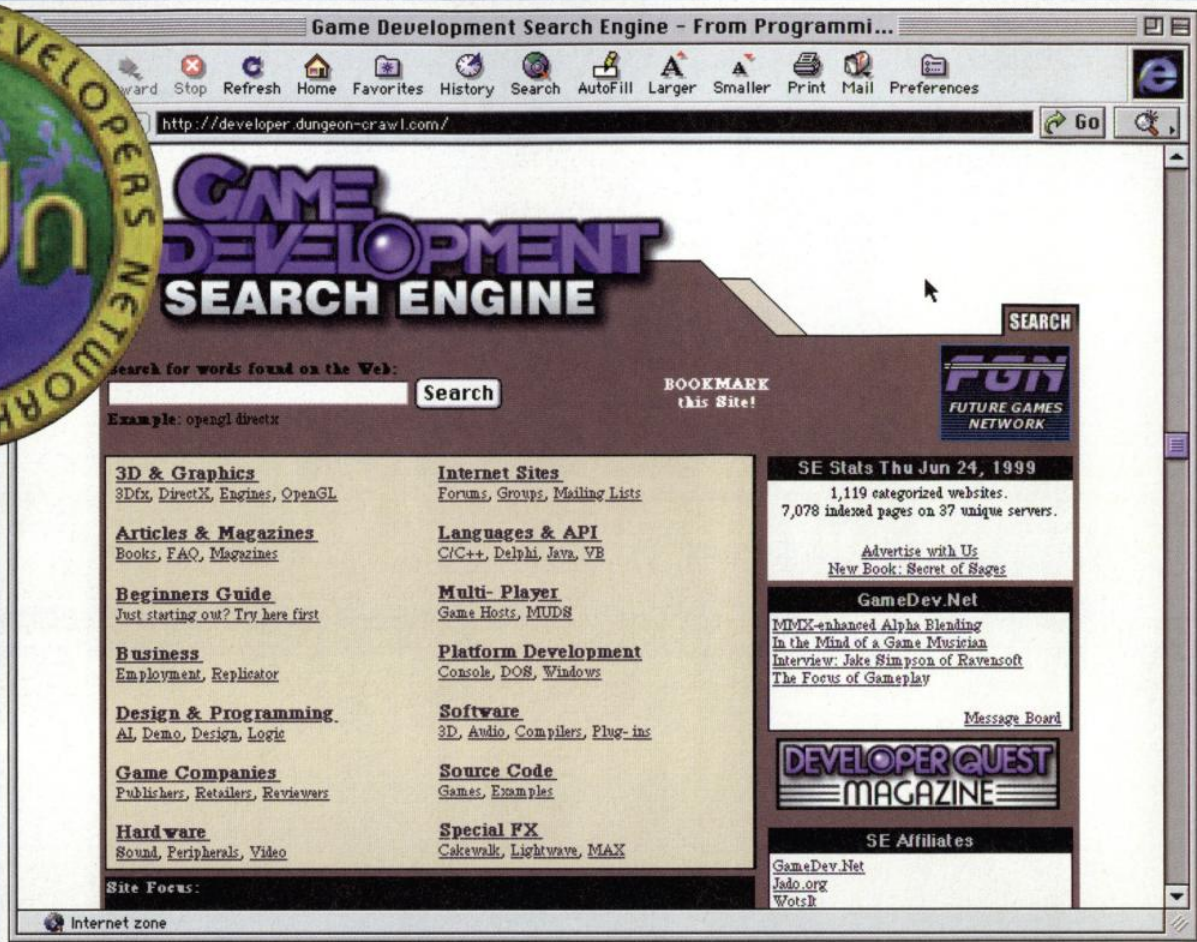 Game Development Search Engine - From Programmi...
Stop Refresh Home Favorites History Search AutoFill Larger Smaller Print Mail Preferences
http://developer.dungeon-crawl.com/
Go
DEVELOPERS NETWORK
GAME
DEVELOPMENT
SEARCH ENGINE
SEARCH
Search for words found on the Web:
Search
Example: opengl directx
BOOKMARK
this Site!
FGN
FUTURE GAMES
NETWORK
3D & Graphics
3Dfx, DirectX, Engines, OpenGL
Articles & Magazines
Books, FAQ, Magazines
Beginners Guide
Just starting out? Try here first
Business
Employment, Replicator
Design & Programming
AI, Demo, Design, Logic
Game Companies
Publishers, Retailers, Reviewers
Hardware
Sound, Peripherals, Video
Internet Sites
Forums, Groups, Mailing Lists
Languages & API
C/C++, Delphi, Java, VB
Multi- Player
Game Hosts, MUDS
Platform Development
Console, DOS, Windows
Software
3D, Audio, Compilers, Plug- ins
Source Code
Games, Examples
Special FX
Cakewalk, Lightwave, MAX
Site Focus:
SE Stats Thu Jun 24, 1999
1,119 categorized websites.
7,078 indexed pages on 37 unique servers.
Advertise with Us
New Book: Secret of Sages
GameDev.Net
MMX-enhanced Alpha Blending
In the Mind of a Game Musician
Interview: Jake Simpson of Ravensoft
The Focus of Gameplay
Message Board
DEVELOPER QUEST
MAGAZINE
SE Affiliates
GameDev.Net
Jado.org
WotsIt
Internet zone